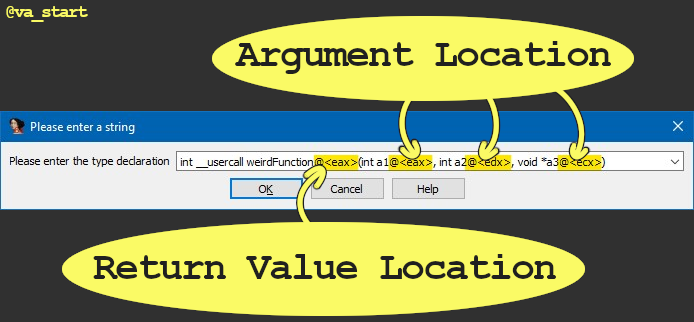 @va_start
Argument Location
Please enter a string
Please enter the type declaration int __usercall weirdFunction@<eax>(int a1@<eax>, int a2@<edx>, void *a3@<ecx>)
OK Cancel Help
Return Value Location